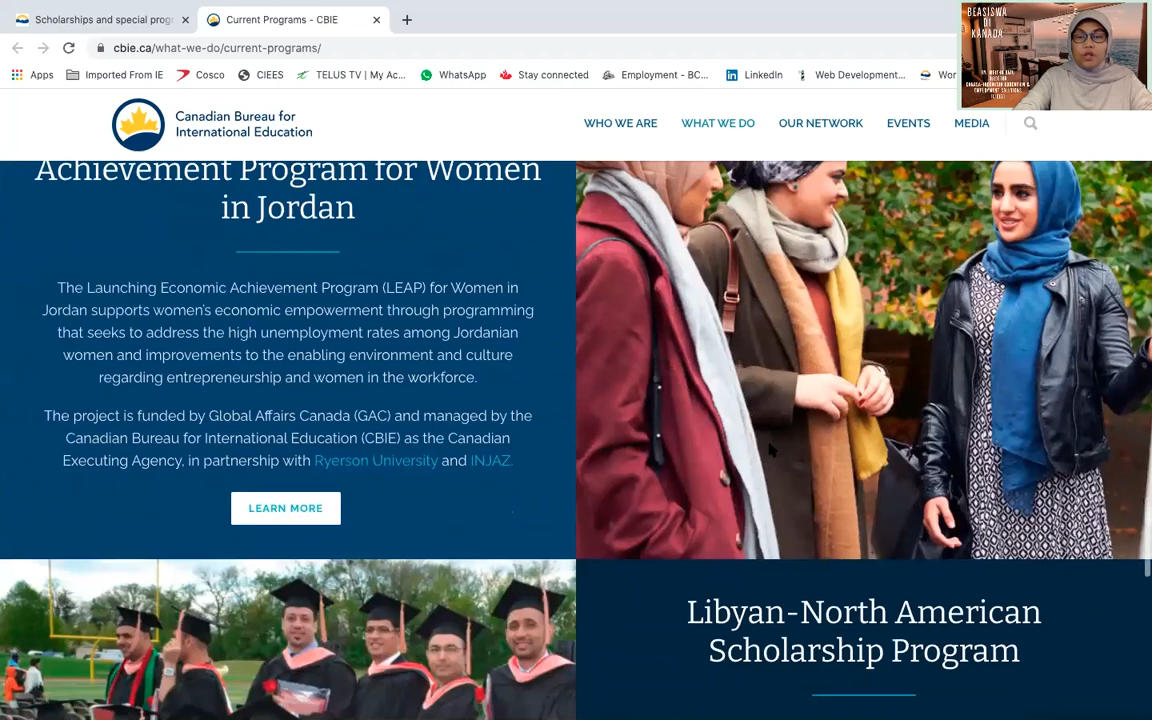 Scholarships and special prog
Current Programs - CBIE
cbie.ca/what-we-do/current-programs/
Apps
Imported From IE
Cosco
CIEES
TELUS TV | My Ac...
WhatsApp
Stay connected
Employment - BC...
LinkedIn
Web Development...
Wor
BEASISWA
DI
KANADA
Canadian Bureau for
International Education
WHO WE ARE
WHAT WE DO
OUR NETWORK
EVENTS
MEDIA
Achievement Program for Women
in Jordan
The Launching Economic Achievement Program (LEAP) for Women in
Jordan supports women's economic empowerment through programming
that seeks to address the high unemployment rates among Jordanian
women and improvements to the enabling environment and culture
regarding entrepreneurship and women in the workforce.
The project is funded by Global Affairs Canada (GAC) and managed by the
Canadian Bureau for International Education (CBIE) as the Canadian
Executing Agency, in partnership with Ryerson University and INJAZ.
LEARN MORE
Libyan-North American
Scholarship Program